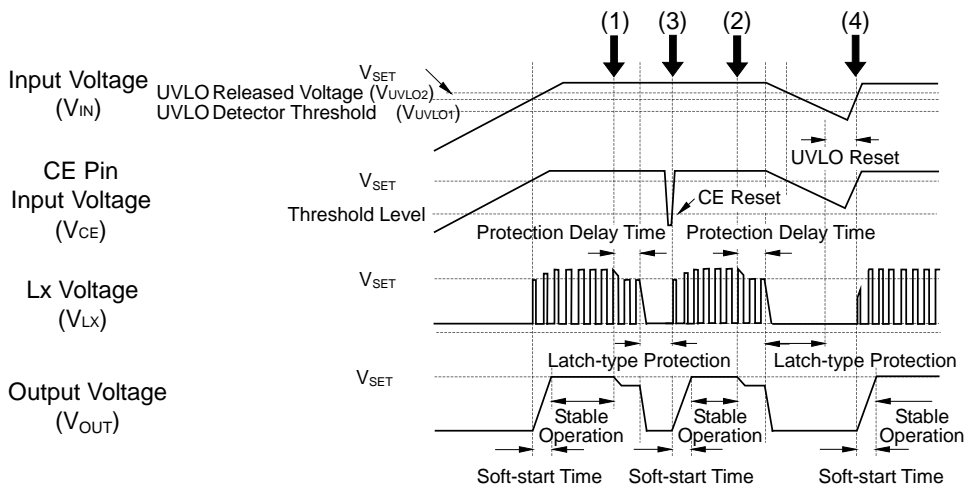 (1) (3) (2) (4)
Input Voltage
(VIN)
VSET
UVLO Released Voltage (VUVLO2)
UVLO Detector Threshold (VUVLO1)
UVLO Reset
CE Pin
Input Voltage
(VCE)
VSET
Threshold Level
CE Reset
Protection Delay Time Protection Delay Time
Lx Voltage
(VLX)
VSET
Latch-type Protection Latch-type Protection
Output Voltage
(VOUT)
VSET
Stable
Operation
Stable
Operation
Stable
Operation
Soft-start Time Soft-start Time Soft-start Time